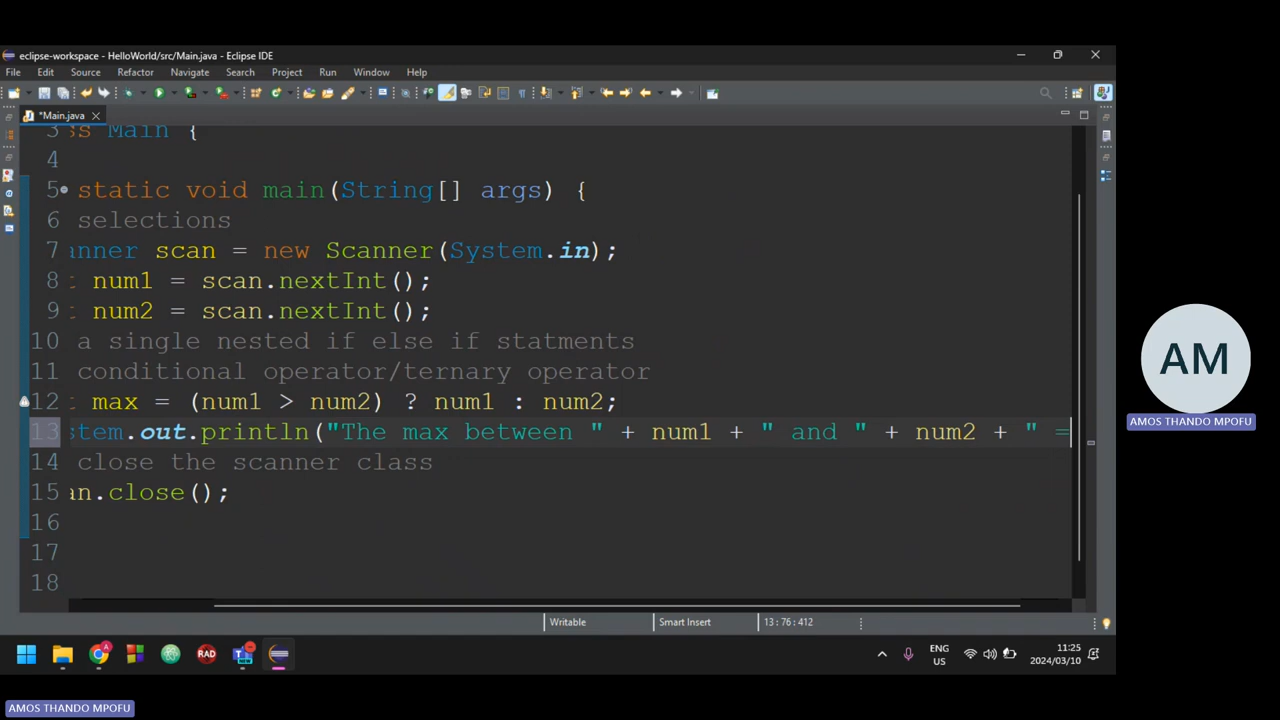 eclipse-workspace - HelloWorld/src/Main.java - Eclipse IDE
File Edit Source Refactor Navigate Search Project Run Window Help
*Main.java
3 ss Main {
4
5 static void main(String[] args) {
6 selections
7 anner scan = new Scanner(System.in);
8 t num1 = scan.nextInt();
9 num2 = scan.nextInt();
10 a single nested if else if statments
11 conditional operator/ternary operator
12 t max = (num1 > num2) ? num1 : num2;
13 stem.out.println("The max between " + num1 + " and " + num2 + " =
14 close the scanner class
15 an.close();
16
17
18
Writable Smart Insert 13 : 76 : 412
RAD
ENG
US
11:25
2024/03/10
AM
AMOS THANDO MPOFU
AMOS THANDO MPOFU